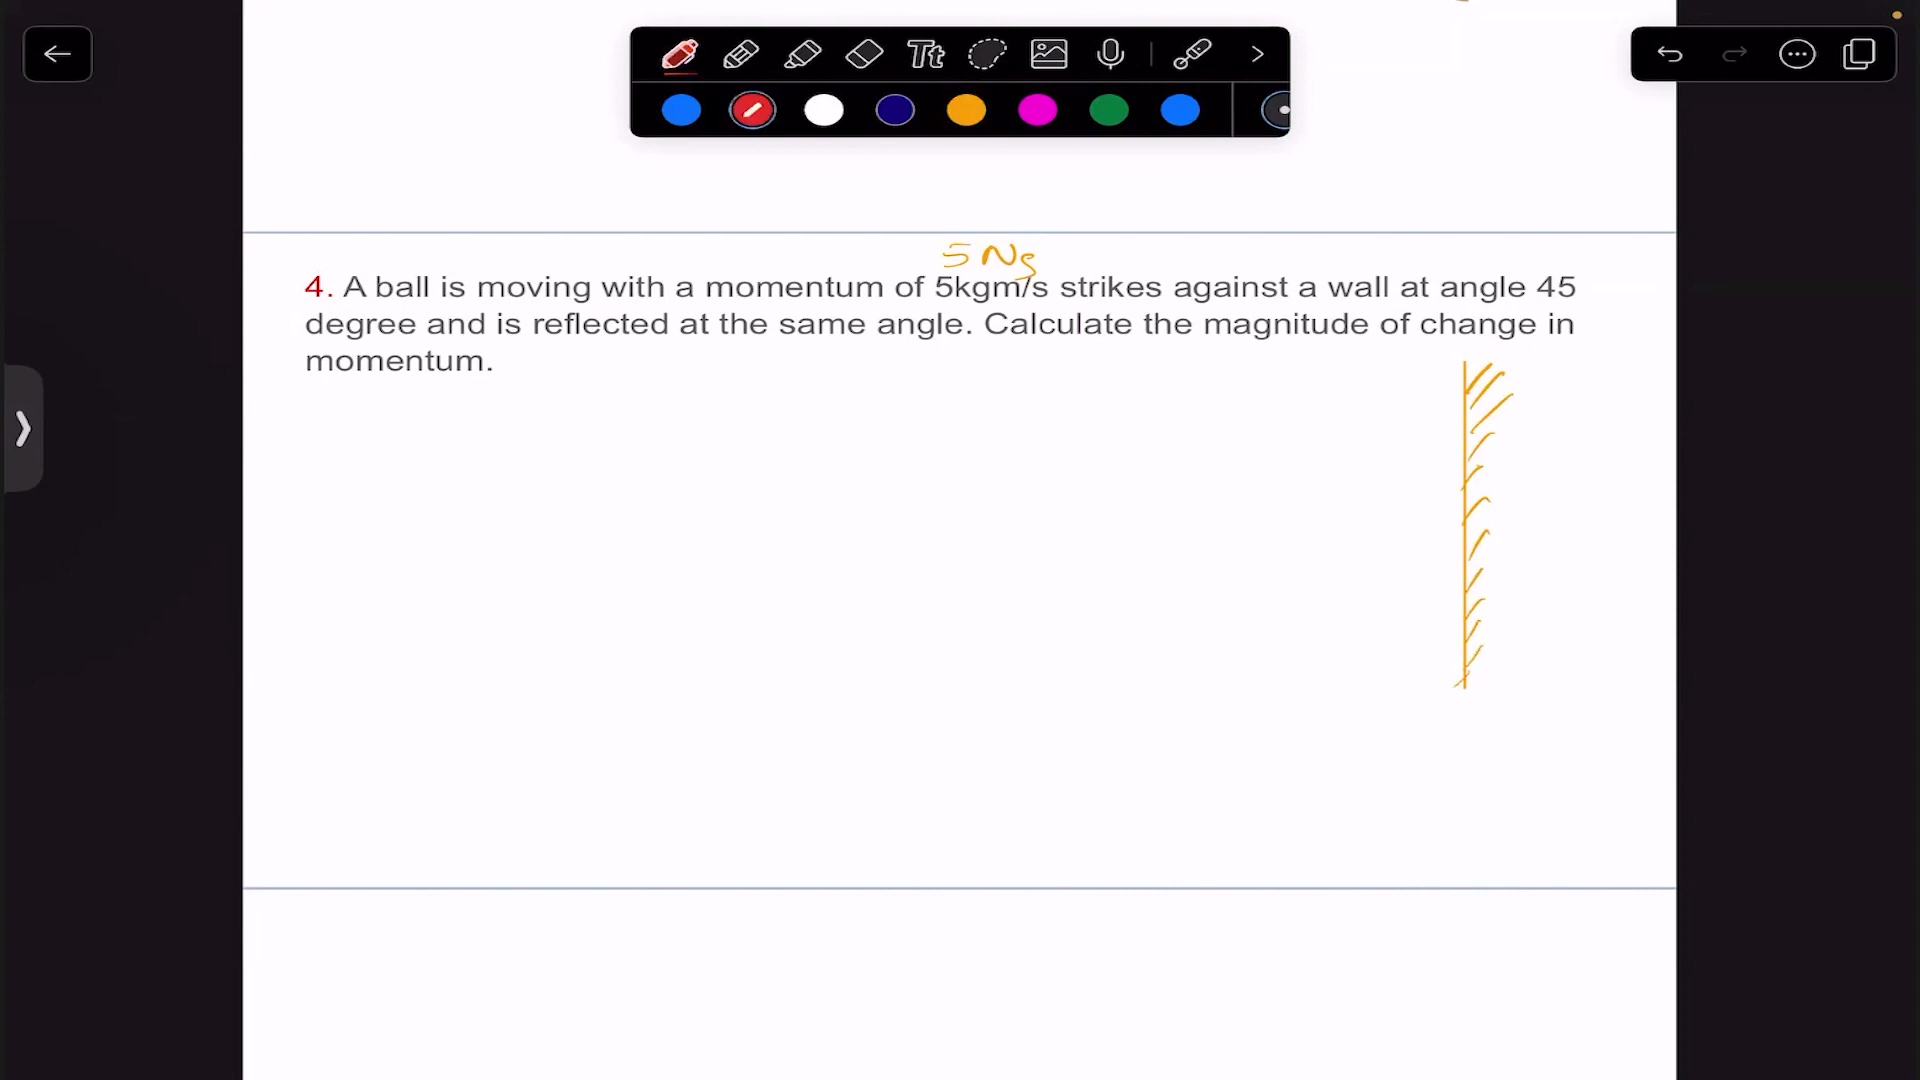 Tt
5 Ns
4. A ball is moving with a momentum of 5kgm/s strikes against a wall at angle 45
degree and is reflected at the same angle. Calculate the magnitude of change in
momentum.